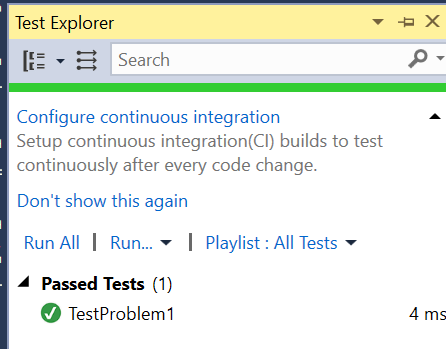 Test Explorer
Search
Configure continuous integration
Setup continuous integration(CI) builds to test
continuously after every code change.
Don't show this again
Run All | Run... | Playlist : All Tests
Passed Tests (1)
TestProblem1 4 ms